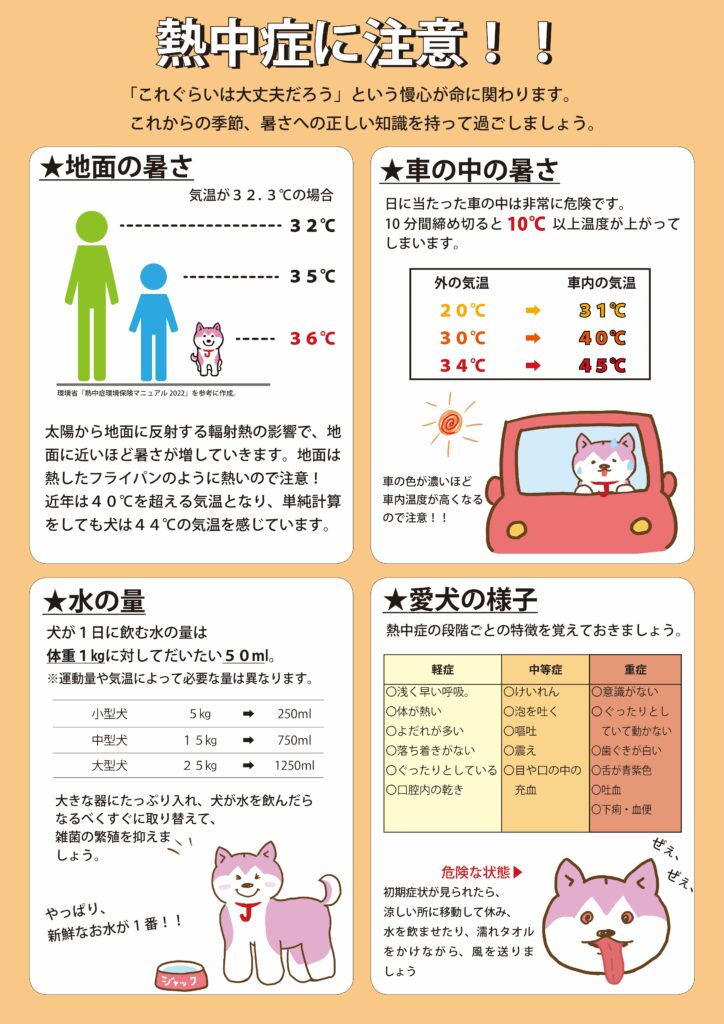 熱中症に注意！！
「これぐらいは大丈夫だろう」という慢心が命に関わります。
これからの季節、暑さへの正しい知識を持って過ごしましょう。
★地面の暑さ
気温が３２.３℃の場合
３２℃
３５℃
３６℃
J
環境省「熱中症環境保険マニュアル 2022」を参考に作成。
太陽から地面に反射する輻射熱の影響で、地
面に近いほど暑さが増していきます。地面は
熱したフライパンのように熱いので注意！
近年は４０℃を超える気温となり、単純計算
をしても犬は４４℃の気温を感じています。
★車の中の暑さ
日に当たった車の中は非常に危険です。
10 分間締め切ると 10℃ 以上温度が上がって
しまいます。
外の気温 車内の気温
２０℃ ➡ ３１℃
３０℃ ➡ ４０℃
３４℃ ➡ ４５℃
車の色が濃いほど
車内温度が高くなる
ので注意！！
J
★水の量
犬が１日に飲む水の量は
体重１kgに対してだいたい５０ml。
※運動量や気温によって必要な量は異なります。
小型犬 ５kg ➡ 250ml
中型犬 １５kg ➡ 750ml
大型犬 ２５kg ➡ 1250ml
大きな器にたっぷり入れ、犬が水を飲んだら
なるべくすぐに取り替えて、
雑菌の繁殖を抑えま
しょう。
やっぱり、
新鮮なお水が１番！！
J
ジャック
★愛犬の様子
熱中症の段階ごとの特徴を覚えておきましょう。
軽症 中等症 重症
〇浅く早い呼吸。 〇けいれん 〇意識がない
〇体が熱い 〇泡を吐く 〇ぐったりとし
〇よだれが多い 〇嘔吐 ていて動かない
〇落ち着きがない 〇震え 〇歯ぐきが白い
〇ぐったりとしている 〇目や口の中の 〇舌が青紫色
〇口腔内の乾き 充血 〇吐血
〇下痢・血便
ぜぇ、
ぜぇ、
危険な状態▶
初期症状が見られたら、
涼しい所に移動して休み、
水を飲ませたり、濡れタオル
をかけながら、風を送りま
しょう